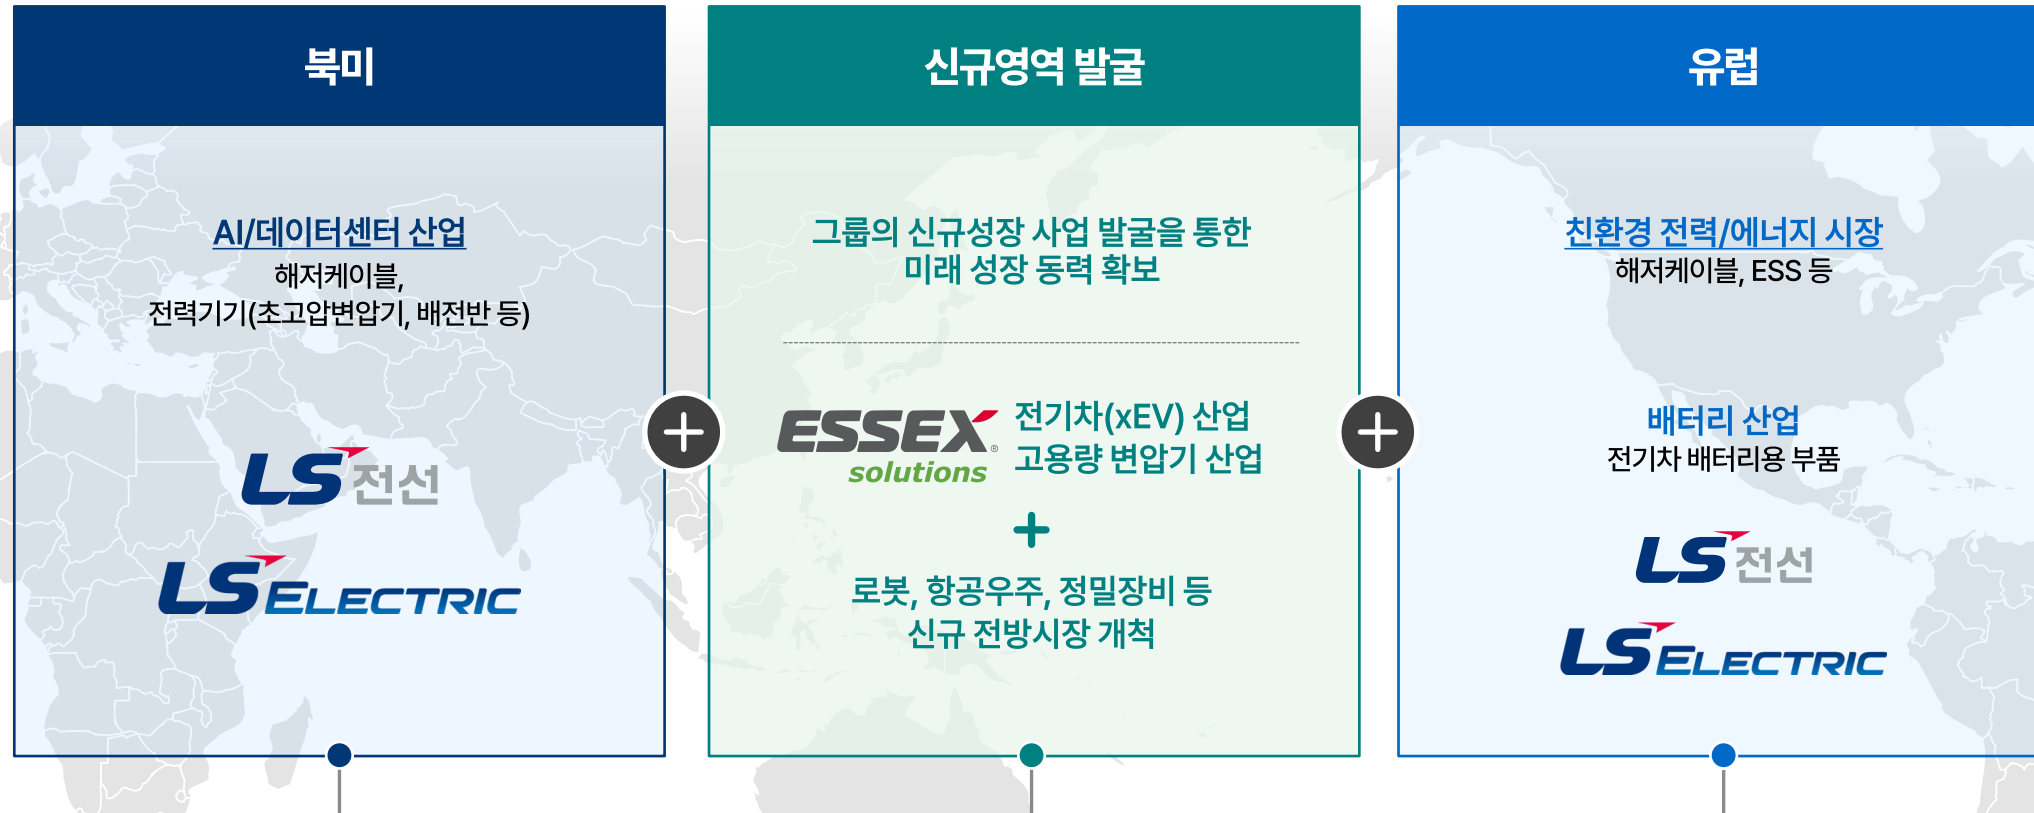 북미
AI/데이터센터 산업
해저케이블,
전력기기(초고압변압기, 배전반 등)
LS전선
LS ELECTRIC
신규영역 발굴
그룹의 신규성장 사업 발굴을 통한
미래 성장 동력 확보
ESSEX®
solutions
전기차(xEV) 산업
고용량 변압기 산업
+
로봇, 항공우주, 정밀장비 등
신규 전방시장 개척
유럽
친환경 전력/에너지 시장
해저케이블, ESS 등
배터리 산업
전기차 배터리용 부품
LS전선
LS ELECTRIC